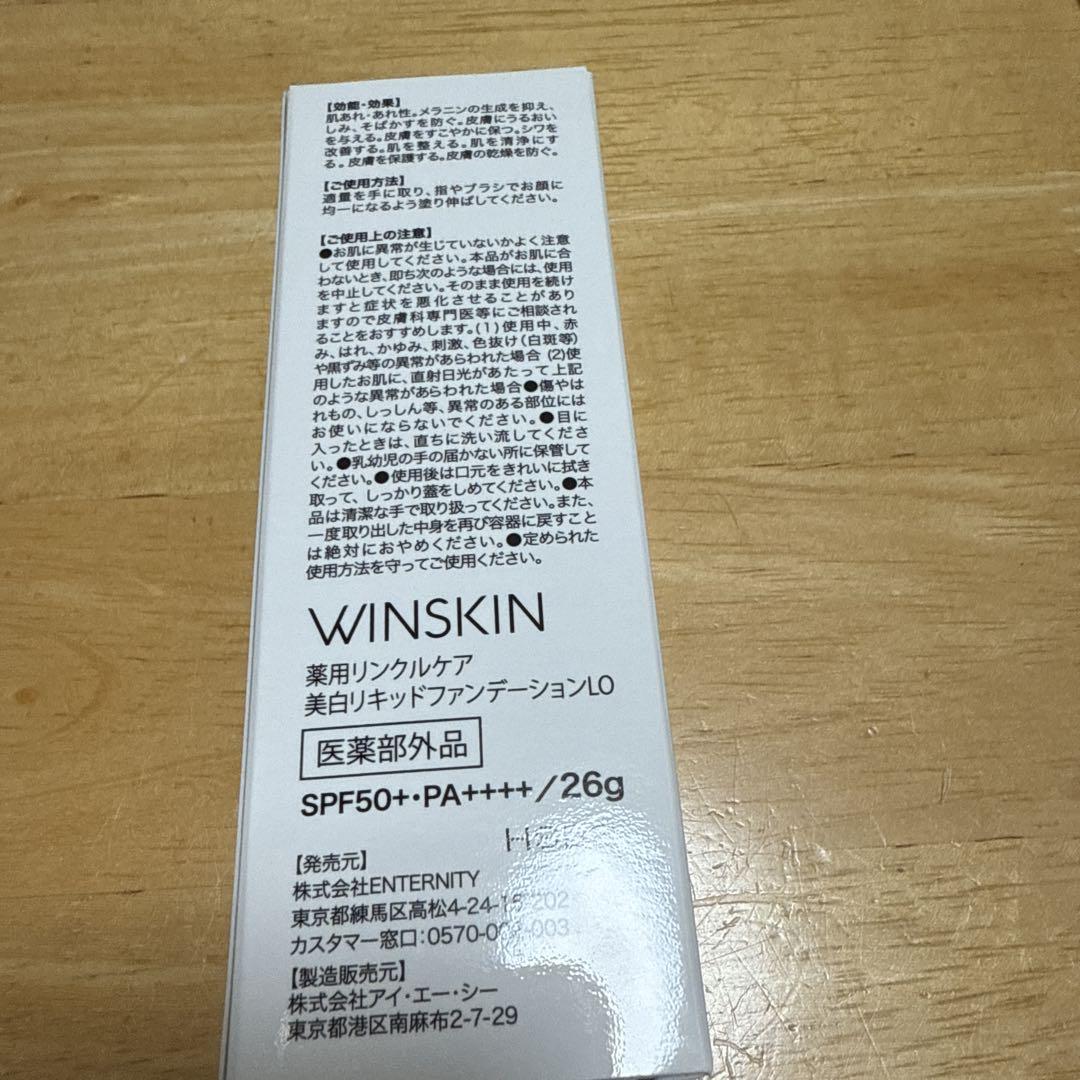 【効能・効果】
肌あれ・あれ性。メラニンの生成を抑え、
しみ、そばかすを防ぐ。皮膚にうるおい
を与える。皮膚をすこやかに保つ。シワを
改善する。肌を整える。肌を清浄にす
る。皮膚を保護する。皮膚の乾燥を防ぐ。
【ご使用方法】
適量を手に取り、指やブラシでお顔に
均一になるよう塗り伸ばしてください。
【ご使用上の注意】
●お肌に異常が生じていないかよく注意
して使用してください。本品がお肌に合
わないとき、即ち次のような場合には、使用
を中止してください。そのまま使用を続け
ますと症状を悪化させることがあり
ますので皮膚科専門医等にご相談され
ることをおすすめします。(1)使用中、赤
み、はれ、かゆみ、刺激、色抜け(白斑等)
や黒ずみ等の異常があらわれた場合 (2)使
用したお肌に、直射日光があたって上記
のような異常があらわれた場合●傷やは
れもの、しっしん等、異常のある部位には
お使いにならないでください。●目に
入ったときは、直ちに洗い流してくださ
い。●乳幼児の手の届かない所に保管して
ください。●使用後は口元をきれいに拭き
取って、しっかり蓋をしめてください。●本
品は清潔な手で取り扱ってください。また、
一度取り出した中身を再び容器に戻すこと
は絶対におやめください。●定められた
使用方法を守ってご使用ください。
WINSKIN
薬用リンクルケア
美白リキッドファンデーションLO
医薬部外品
SPF50+・PA++++/26g
【発売元】
株式会社ENTERNITY
東京都練馬区高松4-24-15 202
カスタマー窓口:0570-0
【製造販売元】
株式会社アイ・エー・シー
東京都港区南麻布2-7-29